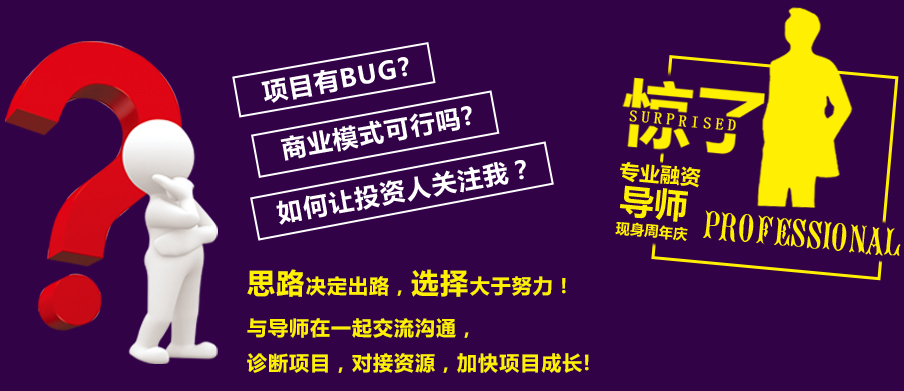 项目有BUG?
商业模式可行吗?
如何让投资人关注我？
思路决定出路，选择大于努力！
与导师在一起交流沟通，
诊断项目，对接资源，加快项目成长!
惊了
SURPRISED
专业融资
导师
现身周年庆
PROFESSIONAL